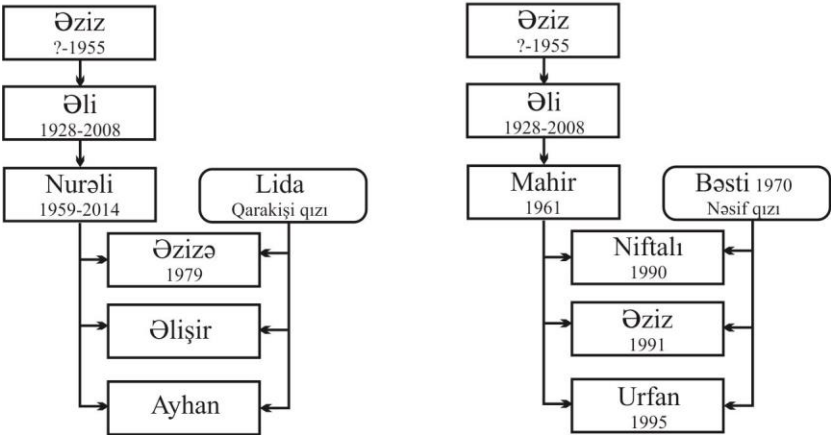 Əziz
?-1955
Əli
1928-2008
Nurəli
1959-2014
Lida
Qarakişi qızı
Əzizə
1979
Əlişir
Ayhan
Əziz
?-1955
Əli
1928-2008
Mahir
1961
Bəsti 1970
Nəsif qızı
Niftalı
1990
Əziz
1991
Urfan
1995